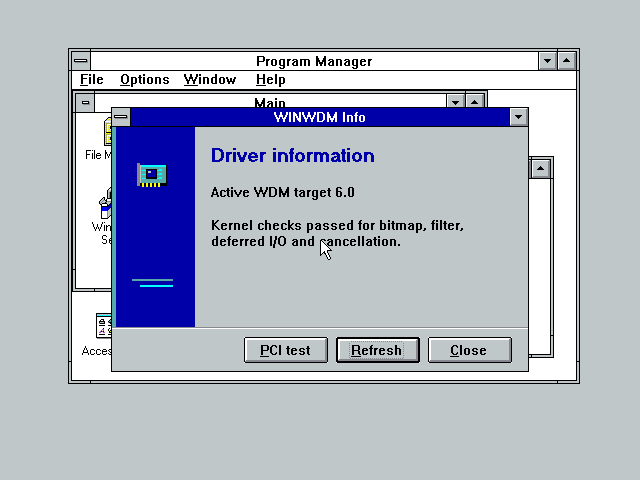 Program Manager
File Options Window Help
Main
WINWDM Info
File M
Driver information
Active WDM target 6.0
Win
Se
Kernel checks passed for bitmap, filter,
deferred I/O and cancellation.
Acces
PCI test Refresh Close